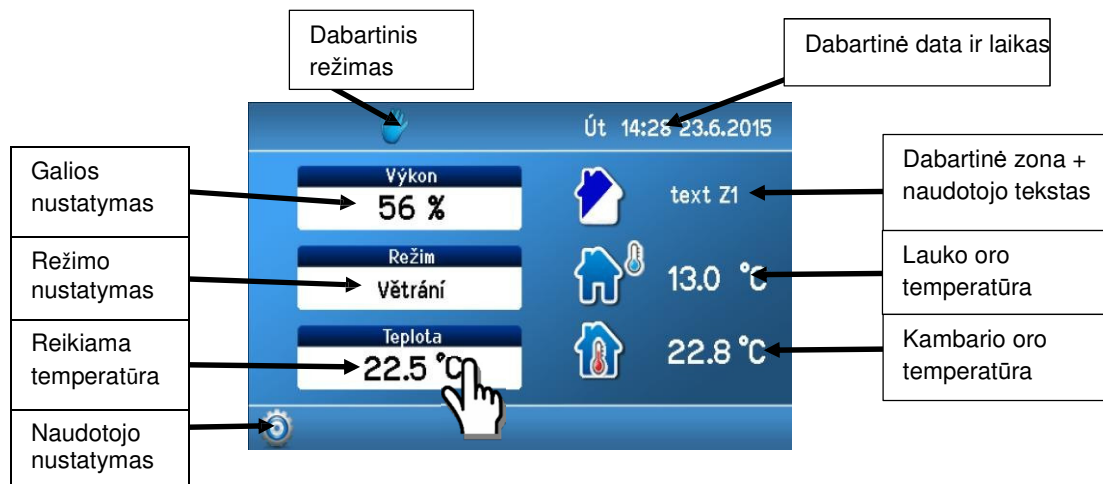 Dabartinis
režimas
Dabartinė data ir laikas
Út 14:28 23.6.2015
Galios
nustatymas
Výkon
56 %
text Z1
Dabartinė zona +
naudotojo tekstas
Režimo
nustatymas
Režim
Větrání
13.0 °C
Lauko oro
temperatūra
Reikiama
temperatūra
Teplota
22.5 °C
22.8 °C
Kambario oro
temperatūra
Naudotojo
nustatymas